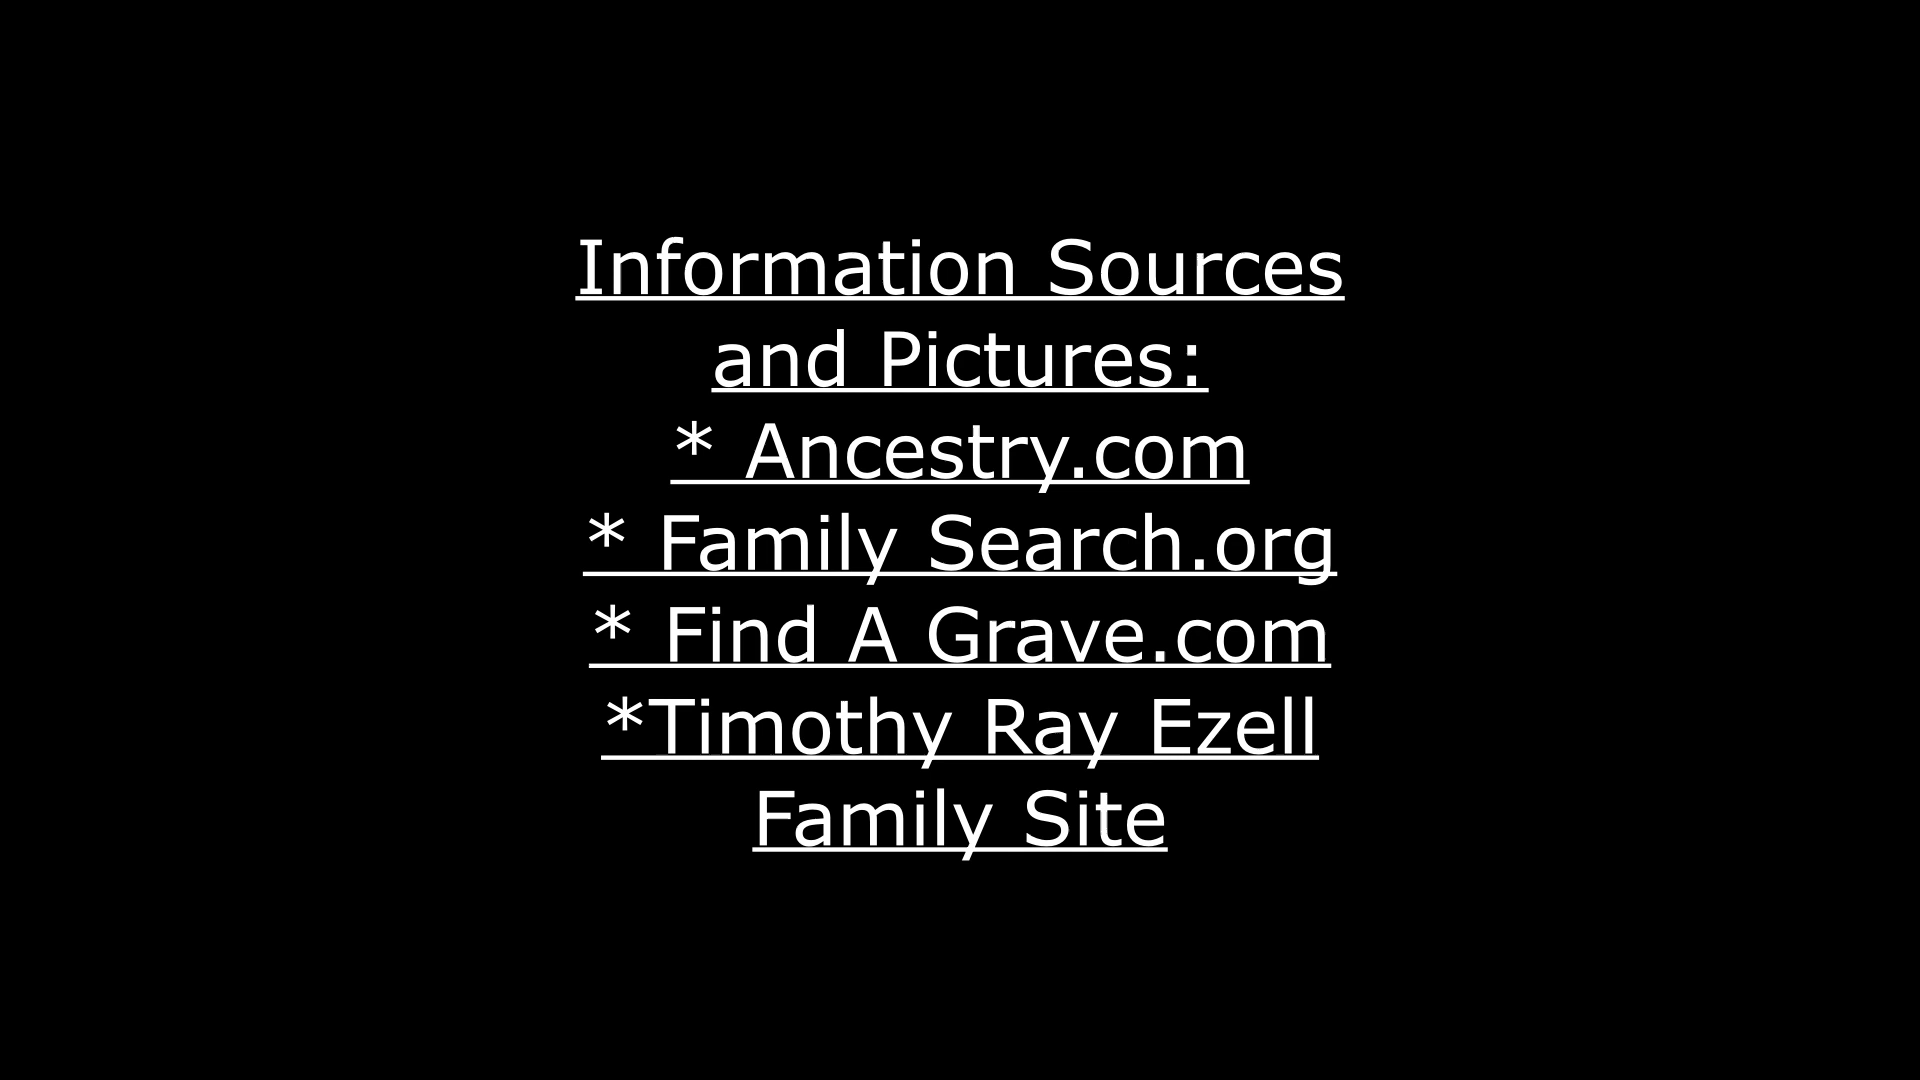 Information Sources
and Pictures:
* Ancestry.com
* Family Search.org
* Find A Grave.com
*Timothy Ray Ezell
Family Site